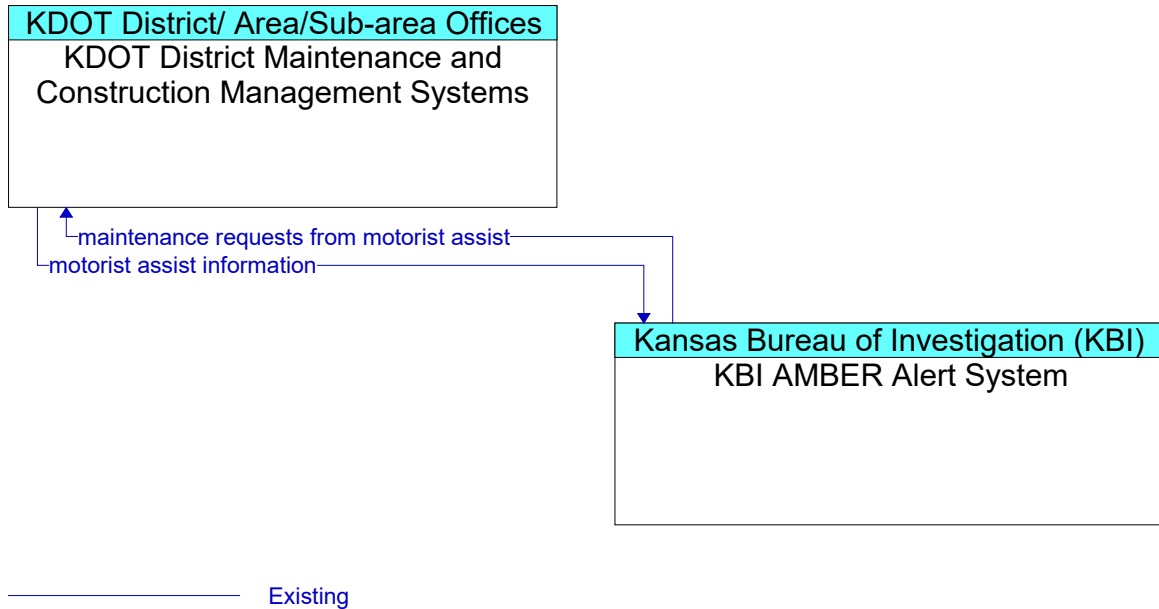 KDOT District/ Area/Sub-area Offices
KDOT District Maintenance and
Construction Management Systems
maintenance requests from motorist assist
motorist assist information
Kansas Bureau of Investigation (KBI)
KBI AMBER Alert System
Existing